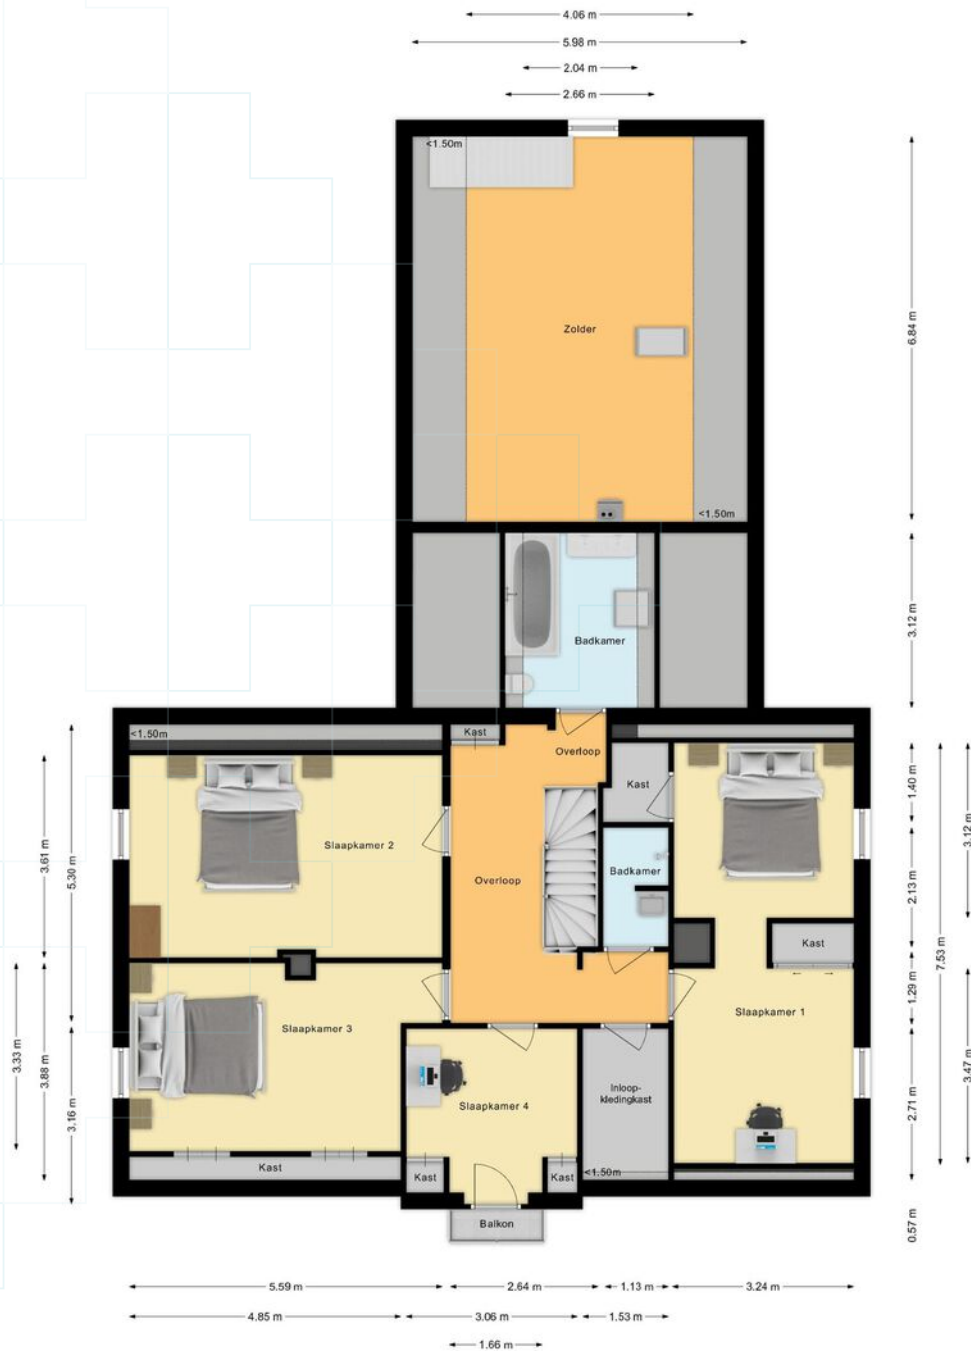 4.06 m
5.98 m
2.04 m
2.66 m
<1.50m
Zolder
6.84 m
<1.50m
Badkamer
3.12 m
<1.50m
Kast
Overloop
Kast
Slaapkamer 2
Overloop
Badkamer
Kast
Slaapkamer 1
Slaapkamer 3
Inloop-
kledingkast
Slaapkamer 4
Kast
Kast
Kast
<1.50m
Balkon
3.61 m
5.30 m
3.33 m
3.88 m
3.16 m
1.40 m
3.12 m
2.13 m
7.53 m
1.29 m
3.47 m
2.71 m
0.57 m
5.59 m
2.64 m
1.13 m
3.24 m
4.85 m
3.06 m
1.53 m
1.66 m